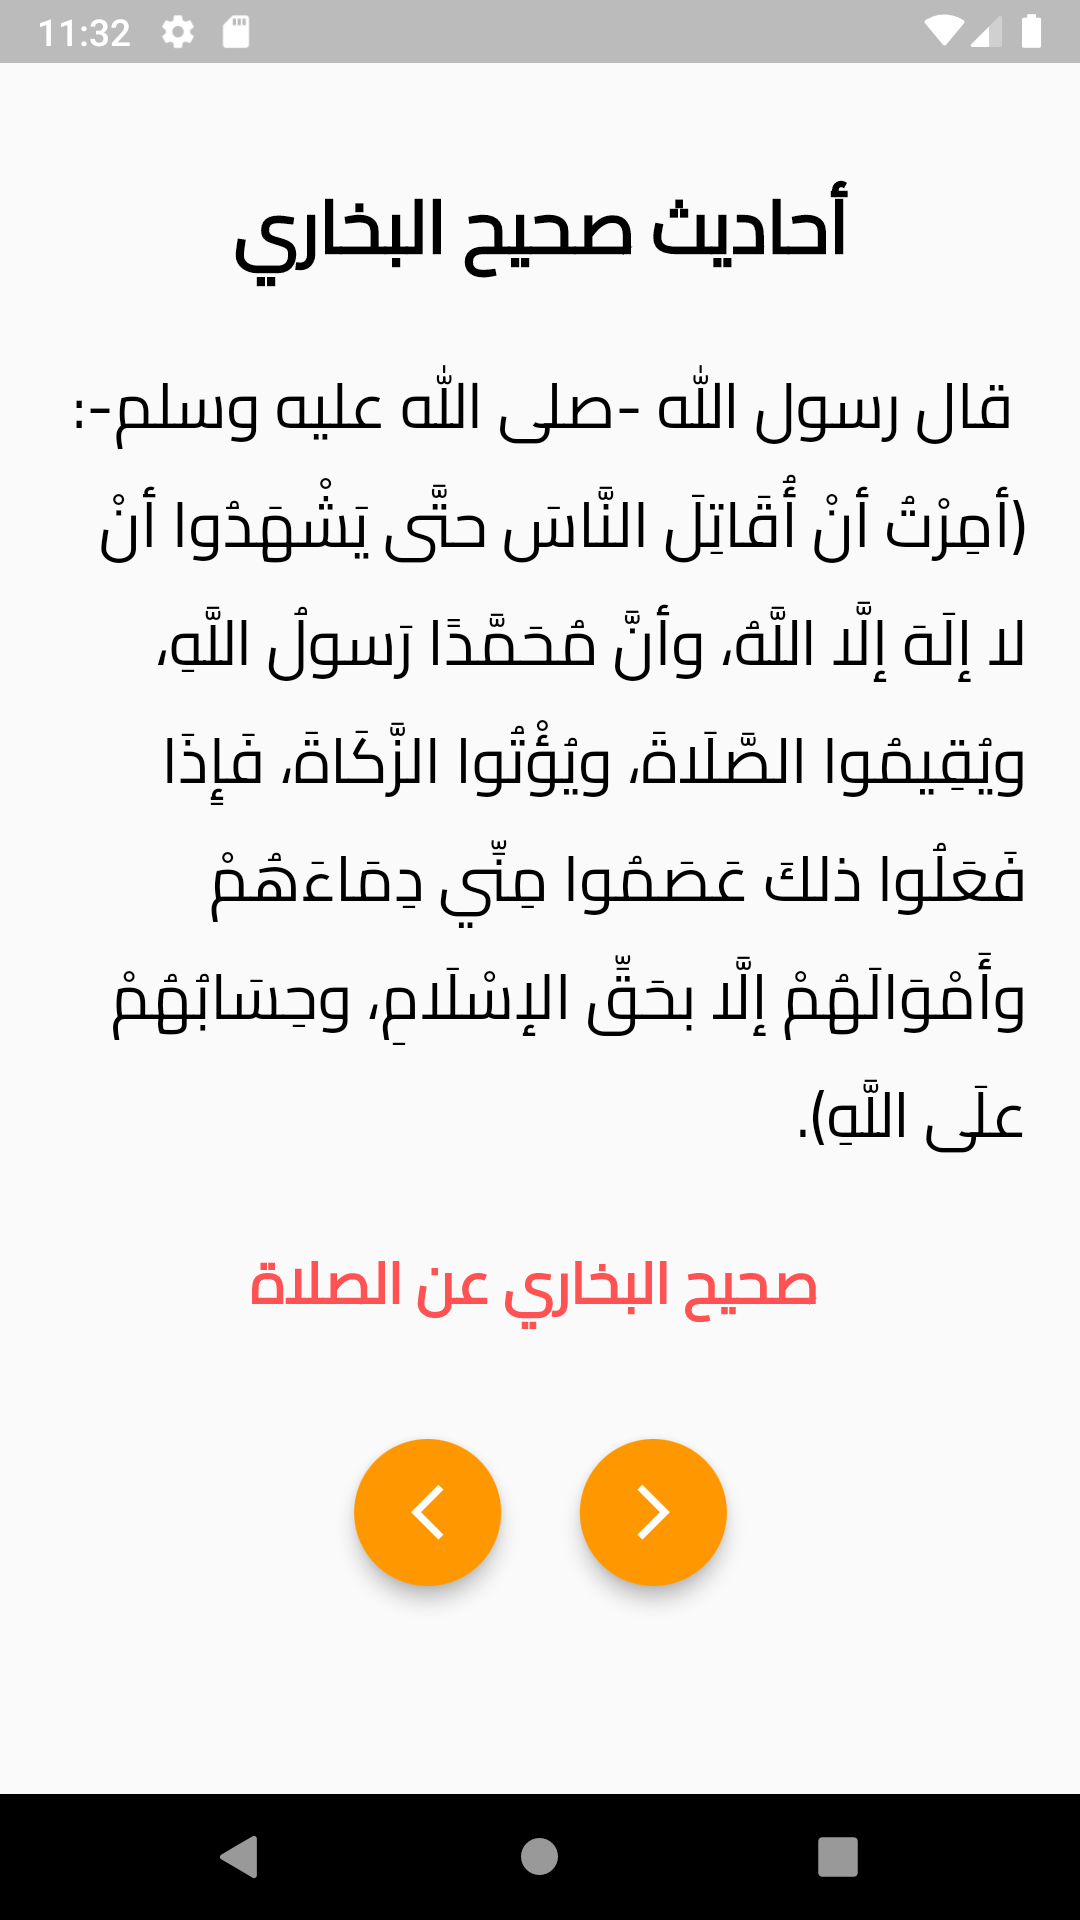 11:32
أحاديث صحيح البخاري
قال رسول الله -صلى الله عليه وسلم-:
(أمِرْتُ أنْ أُقَاتِلَ النَّاسَ حتَّى يَشْهَدُوا أنْ
لا إلَهَ إلَّا اللَّهُ، وأنَّ مُحَمَّدًا رَسولُ اللَّهِ،
ويُقِيمُوا الصَّلَاةَ، ويُؤْتُوا الزَّكَاةَ، فَإِذَا
فَعَلُوا ذلكَ عَصَمُوا مِنِّي دِمَاءَهُمْ
وأَمْوَالَهُمْ إلَّا بحَقِّ الإسْلَامِ، وحِسَابُهُمْ
علَى اللَّهِ).
صحيح البخاري عن الصلاة